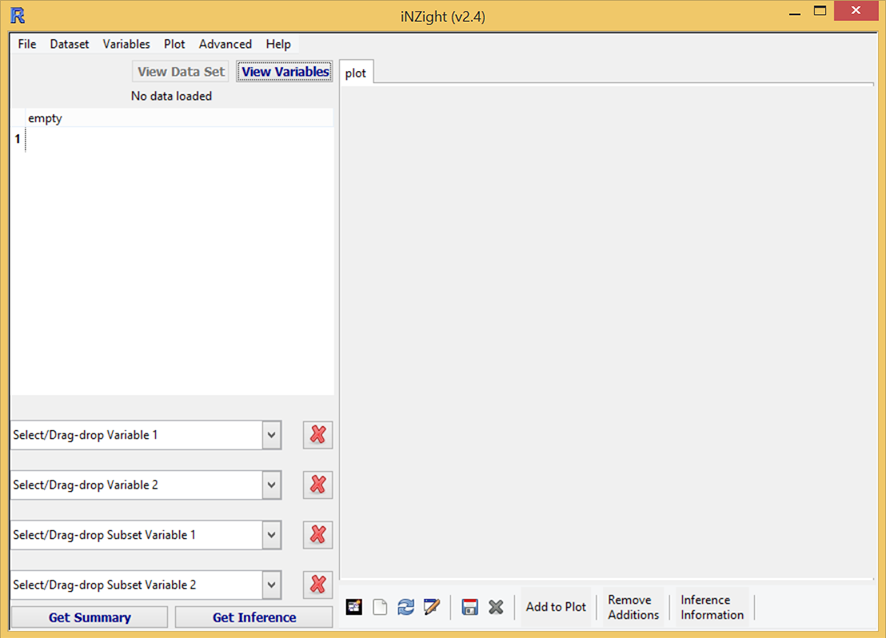 iNZight (v2.4)
File Dataset Variables Plot Advanced Help
View Data Set View Variables
No data loaded
empty
1
Select/Drag-drop Variable 1
Select/Drag-drop Variable 2
Select/Drag-drop Subset Variable 1
Select/Drag-drop Subset Variable 2
Get Summary Get Inference
plot
Add to Plot
Remove
Additions
Inference
Information